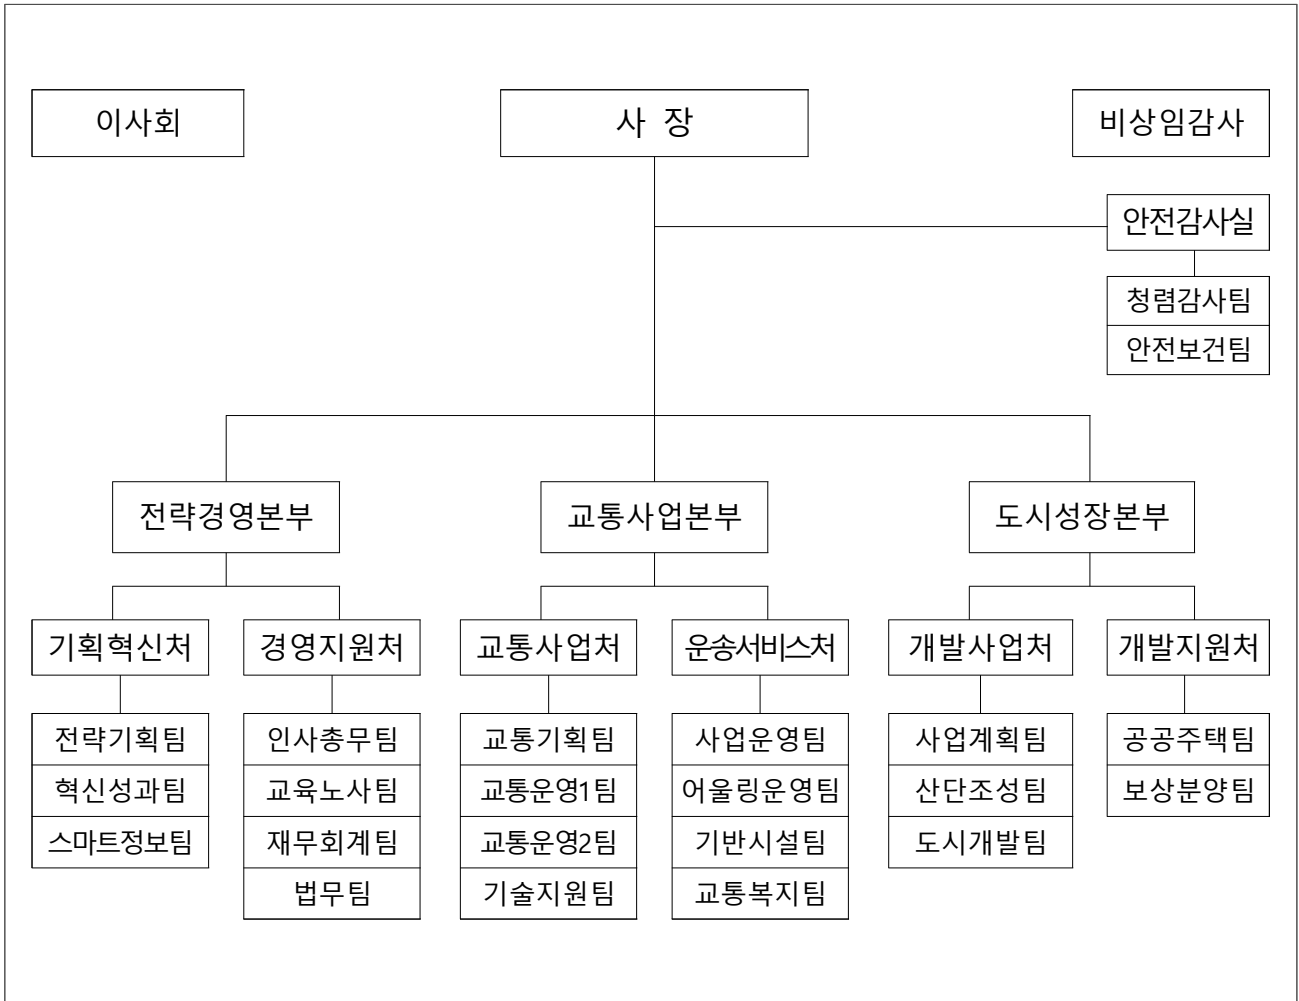 이사회
사 장
비상임감사
안전감사실
청렴감사팀
안전보건팀
전략경영본부
교통사업본부
도시성장본부
기획혁신처
경영지원처
교통사업처
운송서비스처
개발사업처
개발지원처
전략기획팀
혁신성과팀
스마트정보팀
인사총무팀
교육노사팀
재무회계팀
법무팀
교통기획팀
교통운영1팀
교통운영2팀
기술지원팀
사업운영팀
어울링운영팀
기반시설팀
교통복지팀
사업계획팀
산단조성팀
도시개발팀
공공주택팀
보상분양팀